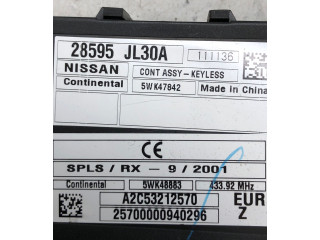 28595 JL30A 111136
NISSAN CONT ASSY-KEYLESS
Continental 5WK47842 Made in China
CE
SPLS / RX - 9 / 2001
Continental 5WK48883 433.92 MHz
A2C53212570 EUR
25700000940296 Z